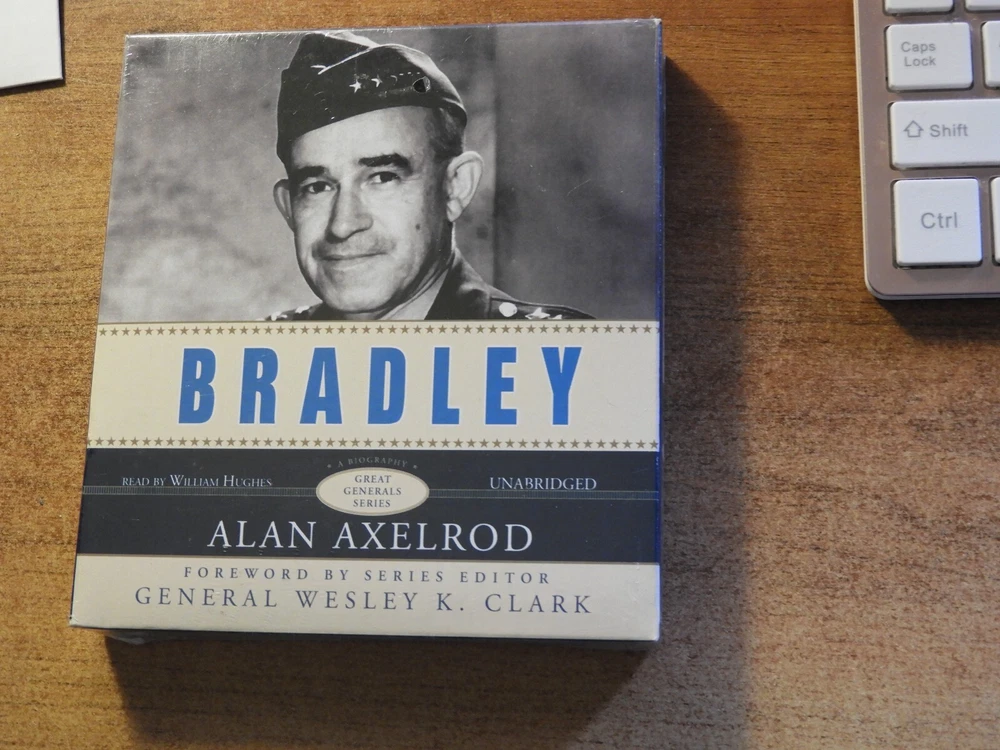 BRADLEY
A BIOGRAPHY
READ BY WILLIAM HUGHES
GREAT
GENERALS
SERIES
UNABRIDGED
ALAN AXELROD
FOREWORD BY SERIES EDITOR
GENERAL WESLEY K. CLARK
Caps
Lock
Shift
Ctrl